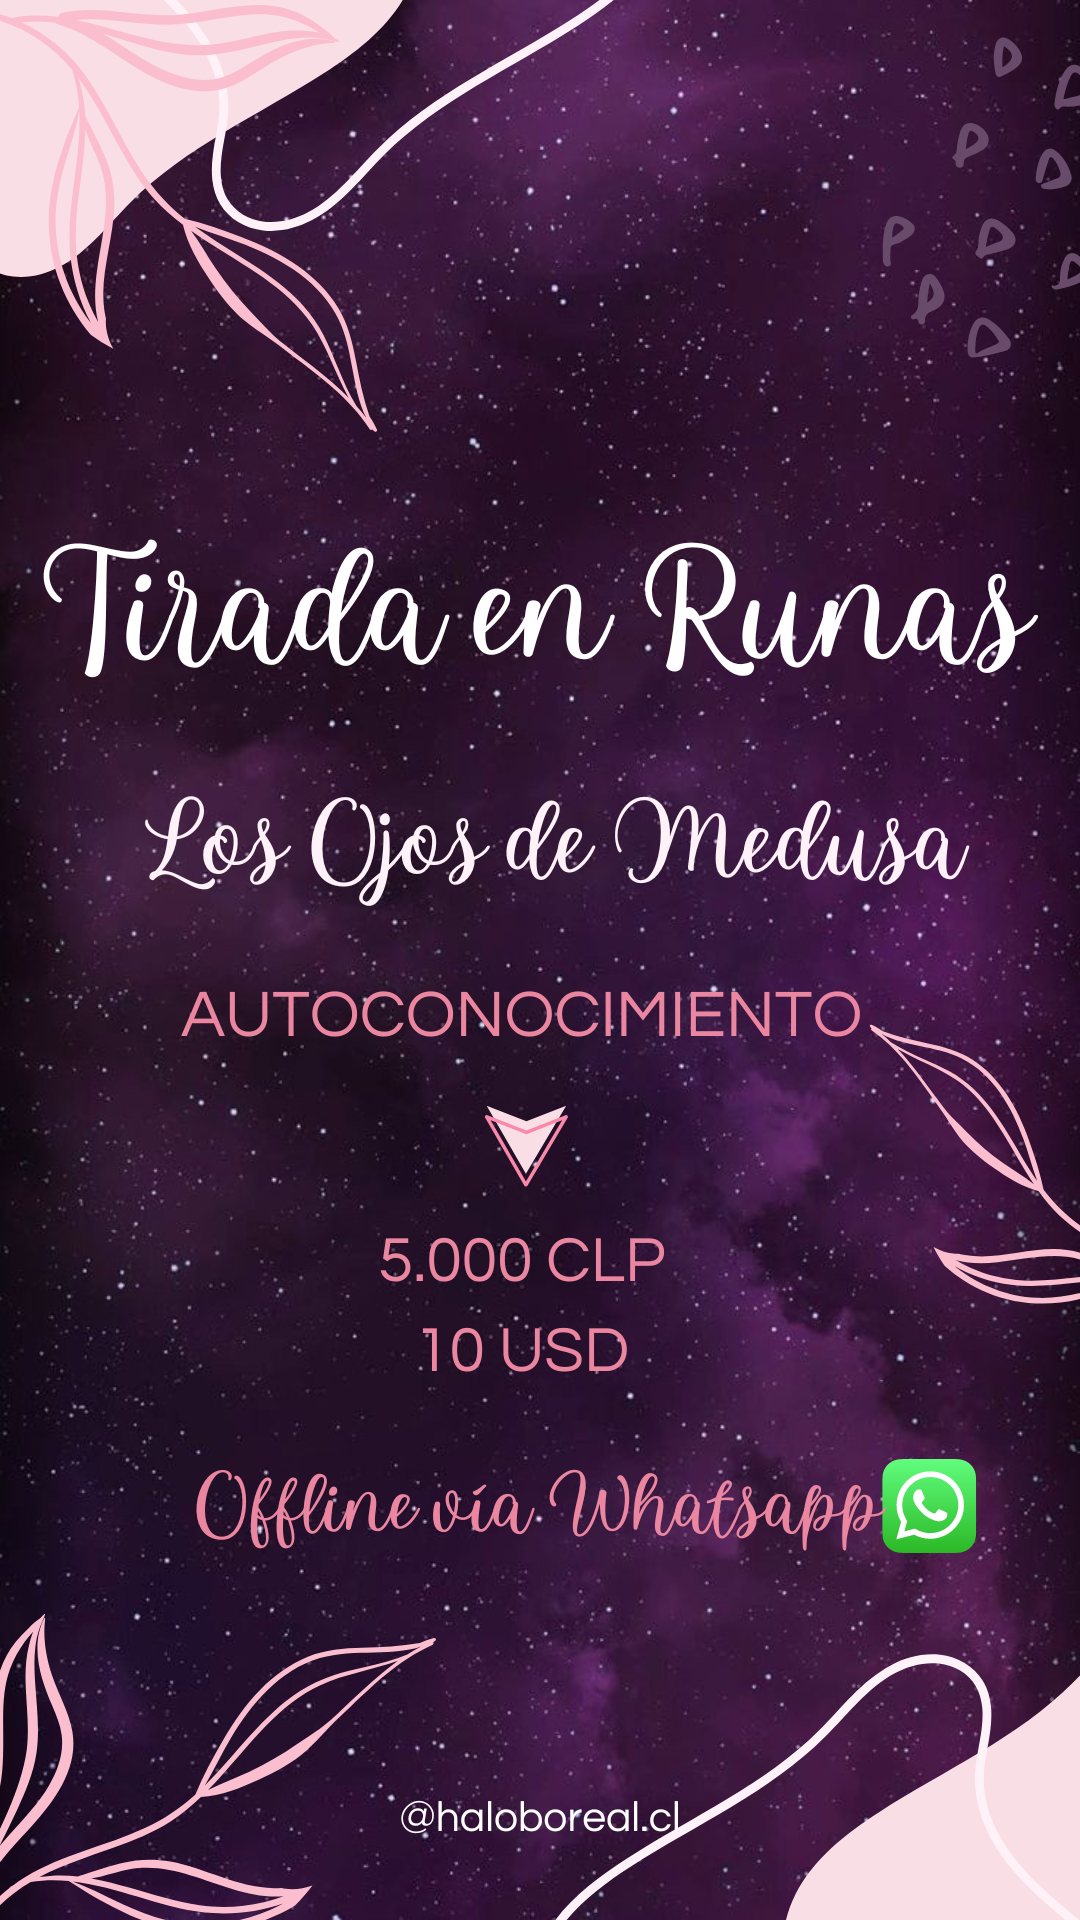 Tirada en Runas
Los Ojos de Medusa
AUTOCONOCIMIENTO
5.000 CLP
10 USD
Offline vía Whatsapp
@haloboreal.cl